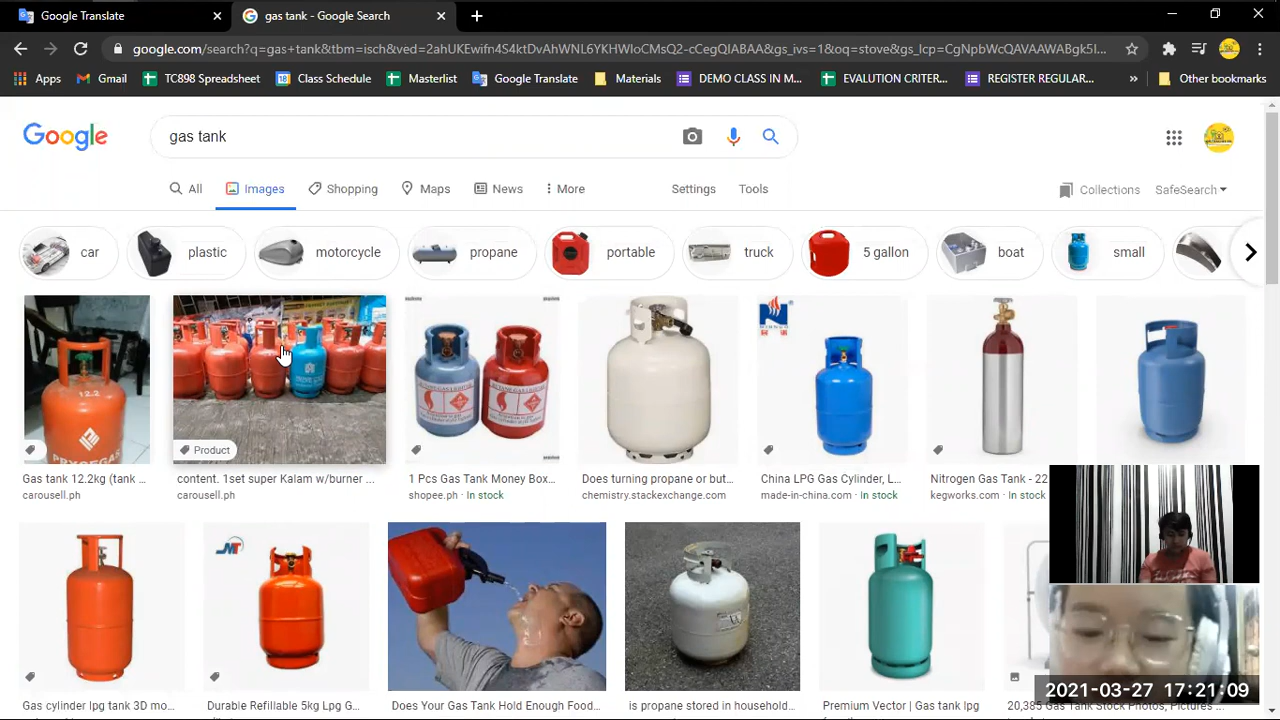 Google Translate
gas tank - Google Search
google.com/search?q=gas+tank&tbm=isch&ved=2ahUKEwifn4S4ktDvAhWNL6YKHWIoCMsQ2-cCegQIABAA&gs_ivs=1&oq=stove&gs_lcp=CgNpbWcQAVAAWABgk5I...
Apps
Gmail
TC898 Spreadsheet
Class Schedule
Masterlist
Google Translate
Materials
DEMO CLASS IN M...
EVALUTION CRITER...
REGISTER REGULAR...
»
Other bookmarks
Google
gas tank
All
Images
Shopping
Maps
News
More
Settings
Tools
Collections
SafeSearch
car
plastic
motorcycle
propane
portable
truck
5 gallon
boat
small
12.2
PRYCEGAS
Product
Gas tank 12.2kg (tank ...
carousell.ph
content. 1set super Kalam w/burner ...
carousell.ph
1 Pcs Gas Tank Money Box...
shopee.ph · In stock
Does turning propane or but...
chemistry.stackexchange.com
China LPG Gas Cylinder, L...
made-in-china.com · In stock
Nitrogen Gas Tank - 22
kegworks.com · In stock
Gas cylinder lpg tank 3D mo...
Durable Refillable 5kg Lpg G...
Does Your Gas Tank Hold Enough Food...
is propane stored in household...
Premium Vector | Gas tank lpg
20,385 Gas Tank Stock Photos, Pictures ...
2021-03-27 17:21:09